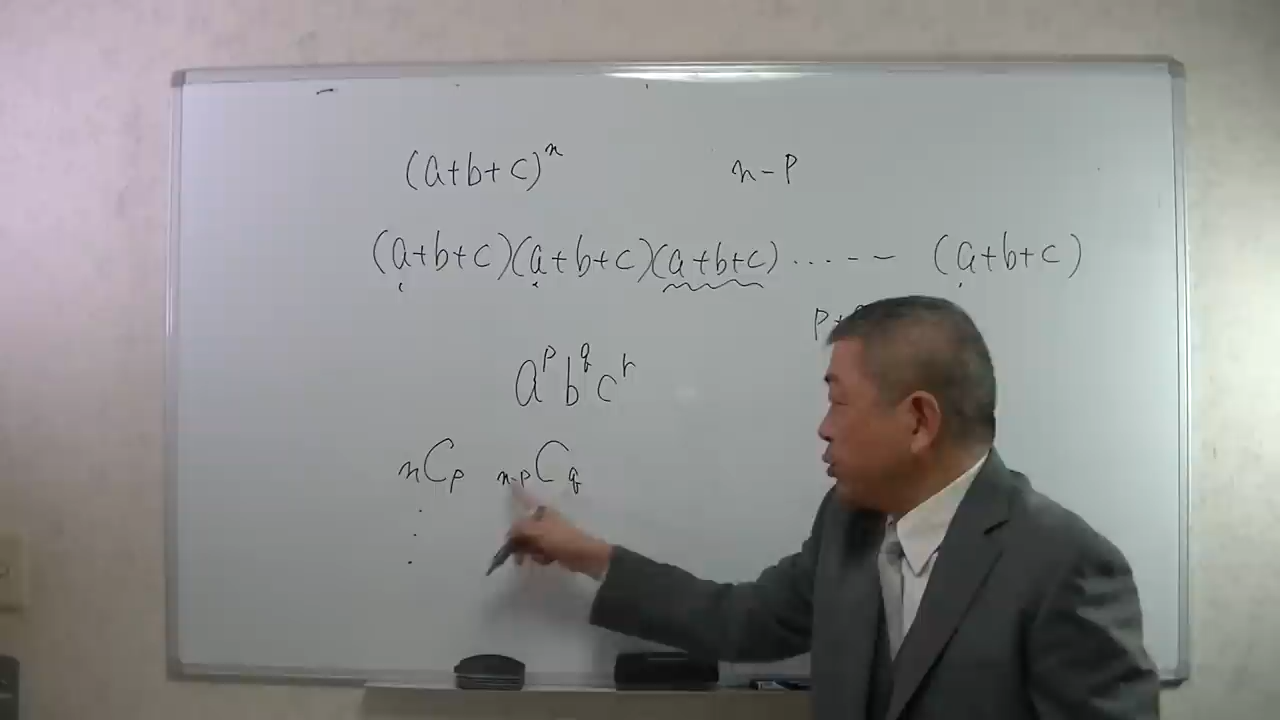 (a+b+c)^n n-p
(a+b+c)(a+b+c)(a+b+c)·····-- (a+b+c)
p+
a^p b^q c^r
nCp n-pCq